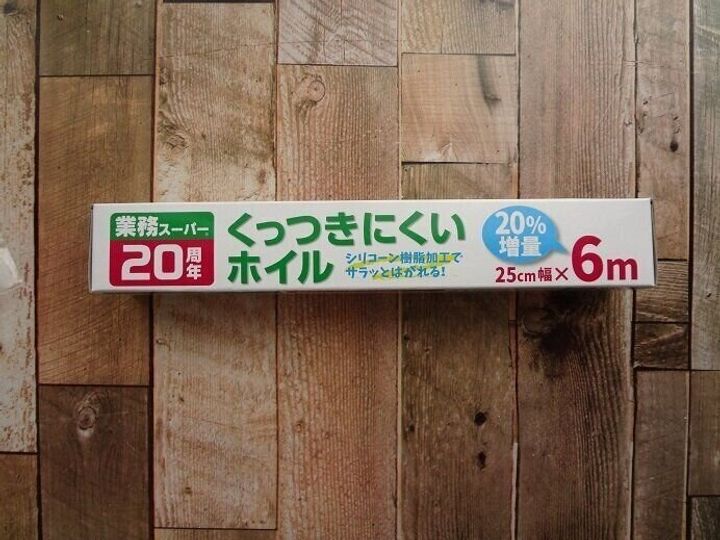 業務スーパー
20周年
くっつきにくい
ホイル
シリコーン樹脂加工で
サラッとはがれる!
20%
増量
25cm幅×6m